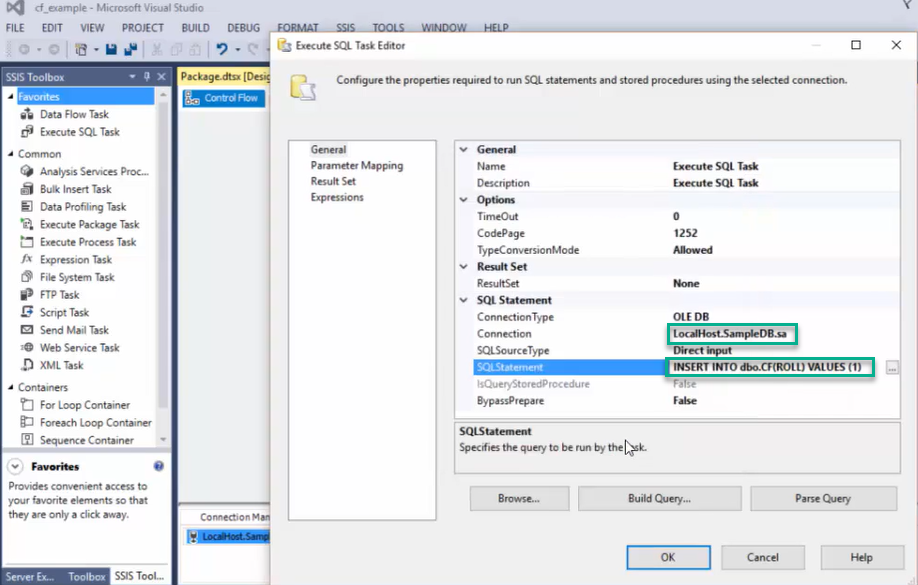 cf_example - Microsoft Visual Studio
FILE EDIT VIEW PROJECT BUILD DEBUG FORMAT SSIS TOOLS WINDOW HELP
SSIS Toolbox
Favorites
Data Flow Task
Execute SQL Task
Common
Analysis Services Proc...
Bulk Insert Task
Data Profiling Task
Execute Package Task
Execute Process Task
Expression Task
File System Task
FTP Task
Script Task
Send Mail Task
Web Service Task
XML Task
Containers
For Loop Container
Foreach Loop Container
Sequence Container
Favorites
Provides convenient access to
your favorite elements so that
they are only a click away.
Server Ex... Toolbox SSIS Tool...
Package.dtsx [Desig
Control Flow
Connection Man
LocalHost.Samp
Execute SQL Task Editor
Configure the properties required to run SQL statements and stored procedures using the selected connection.
General
Parameter Mapping
Result Set
Expressions
General
Name Execute SQL Task
Description Execute SQL Task
Options
TimeOut 0
CodePage 1252
TypeConversionMode Allowed
Result Set
ResultSet None
SQL Statement
ConnectionType OLE DB
Connection LocalHost.SampleDB.sa
SQLSourceType Direct input
SQLStatement INSERT INTO dbo.CF(ROLL) VALUES (1) ...
IsQueryStoredProcedure False
BypassPrepare False
SQLStatement
Specifies the query to be run by the task.
Browse... Build Query... Parse Query
OK Cancel Help